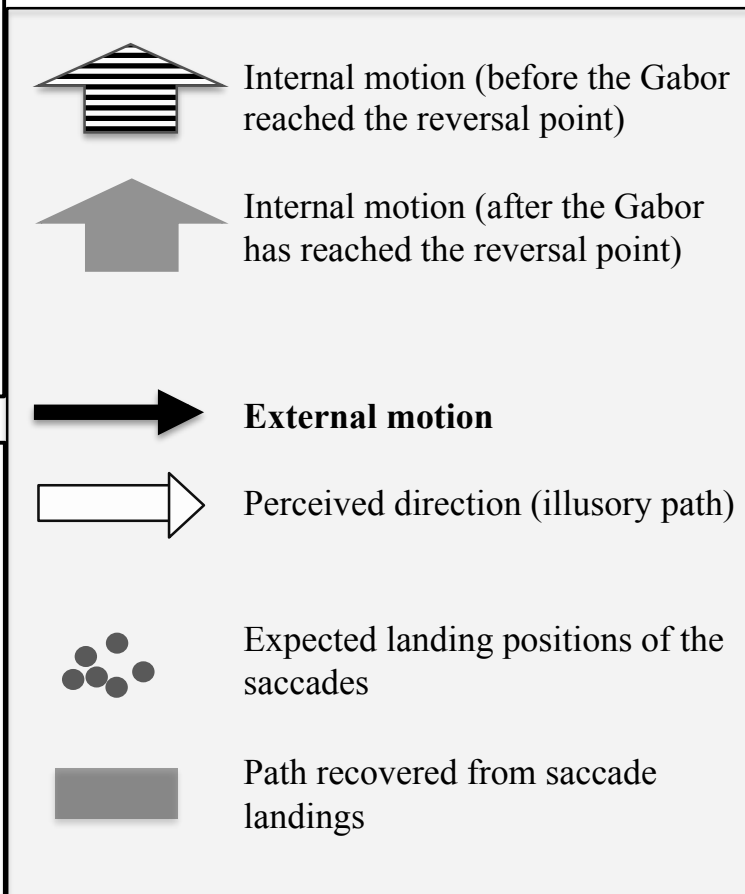 Internal motion (before the Gabor
reached the reversal point)
Internal motion (after the Gabor
has reached the reversal point)
External motion
Perceived direction (illusory path)
Expected landing positions of the
saccades
Path recovered from saccade
landings